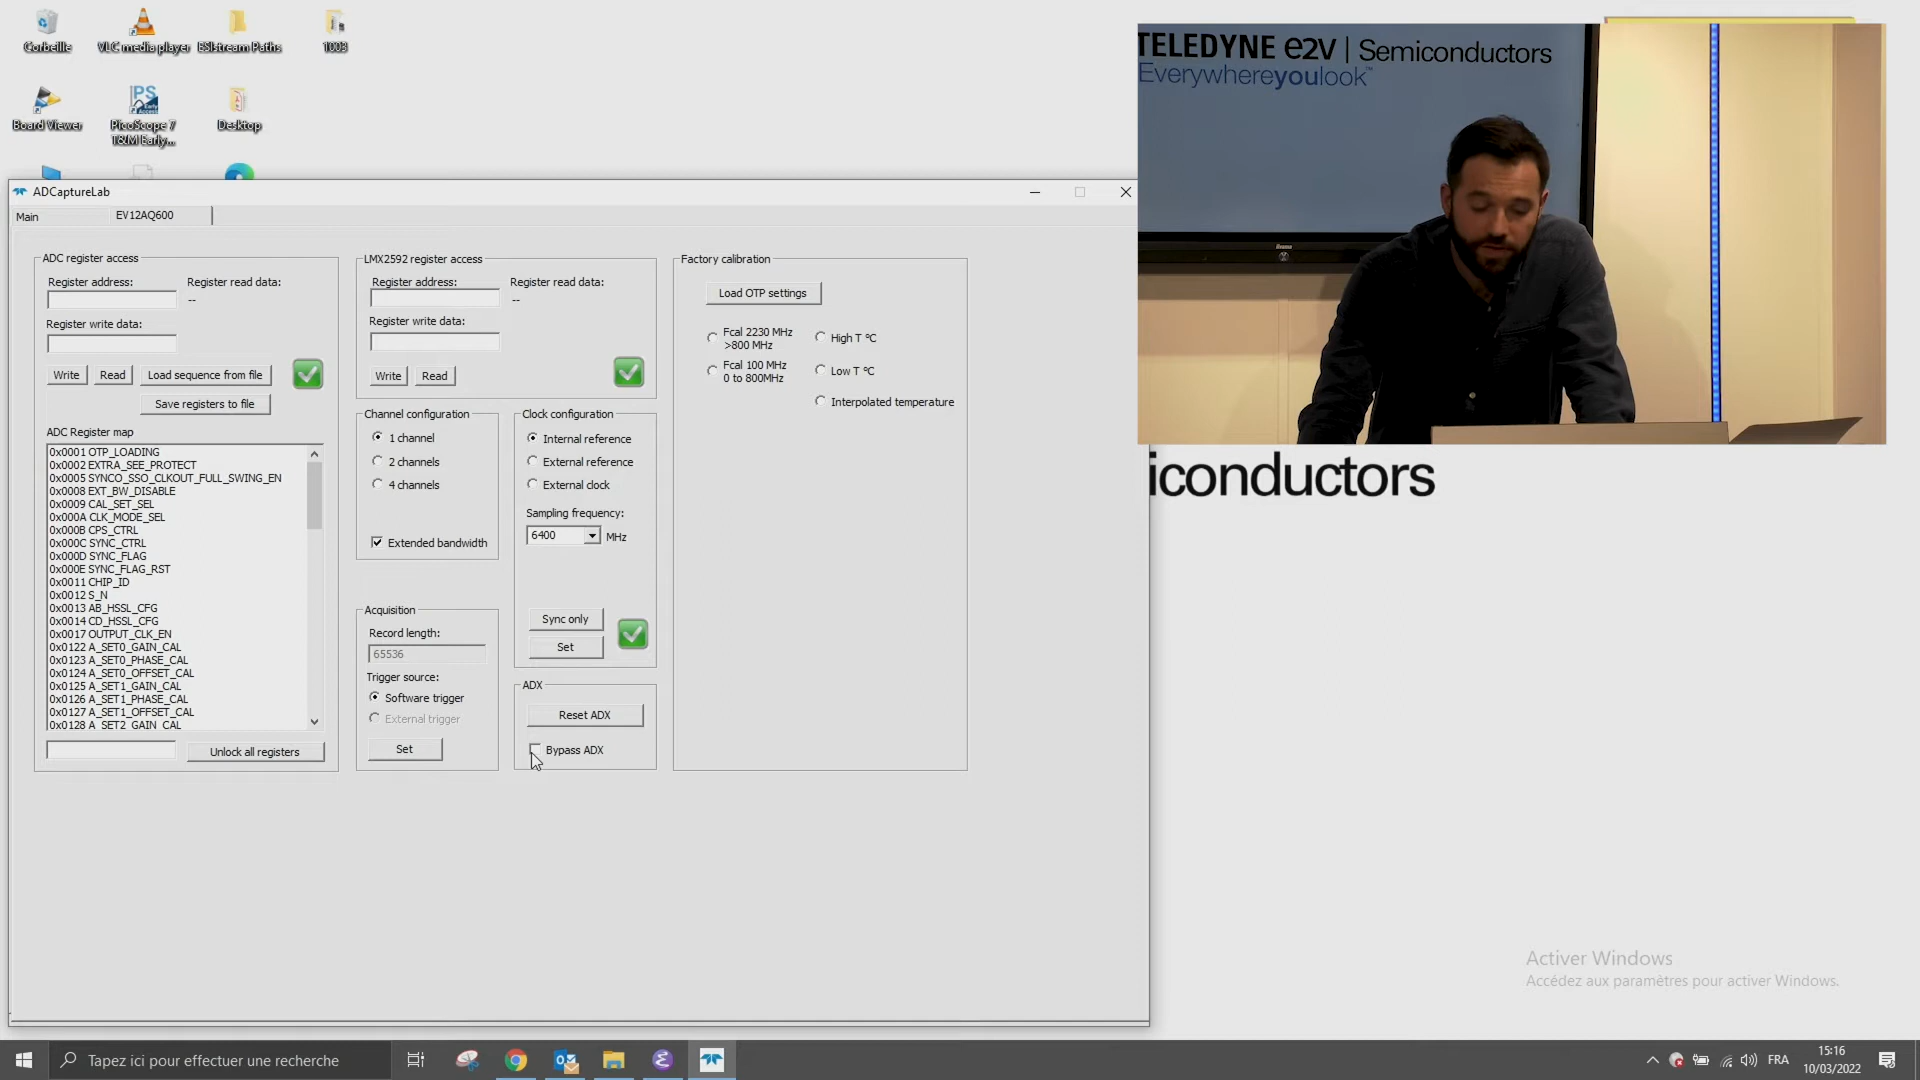 Corbeille
VLC media player
ESIstream Paths
1003
Board Viewer
PicoScope 7
T&M Early...
Desktop
TELEDYNE e2v | Semiconductors
Everywhereyoulook™
iconductors
ADCaptureLab
Main
EV12AQ600
ADC register access
Register address:
Register read data:
--
Register write data:
Write
Read
Load sequence from file
Save registers to file
ADC Register map
0x0001 OTP_LOADING
0x0002 EXTRA_SEE_PROTECT
0x0005 SYNCO_SSO_CLKOUT_FULL_SWING_EN
0x0008 EXT_BW_DISABLE
0x0009 CAL_SET_SEL
0x000A CLK_MODE_SEL
0x000B CPS_CTRL
0x000C SYNC_CTRL
0x000D SYNC_FLAG
0x000E SYNC_FLAG_RST
0x0011 CHIP_ID
0x0012 S_N
0x0013 AB_HSSL_CFG
0x0014 CD_HSSL_CFG
0x0017 OUTPUT_CLK_EN
0x0122 A_SET0_GAIN_CAL
0x0123 A_SET0_PHASE_CAL
0x0124 A_SET0_OFFSET_CAL
0x0125 A_SET1_GAIN_CAL
0x0126 A_SET1_PHASE_CAL
0x0127 A_SET1_OFFSET_CAL
0x0128 A_SET2_GAIN_CAL
Unlock all registers
LMX2592 register access
Register address:
Register read data:
--
Register write data:
Write
Read
Channel configuration
1 channel
2 channels
4 channels
Extended bandwidth
Clock configuration
Internal reference
External reference
External clock
Sampling frequency:
6400
MHz
Sync only
Set
Acquisition
Record length:
65536
Trigger source:
Software trigger
External trigger
Set
ADX
Reset ADX
Bypass ADX
Factory calibration
Load OTP settings
Fcal 2230 MHz
>800 MHz
Fcal 100 MHz
0 to 800MHz
High T °C
Low T °C
Interpolated temperature
Activer Windows
Accédez aux paramètres pour activer Windows.
Tapez ici pour effectuer une recherche
FRA
15:16
10/03/2022